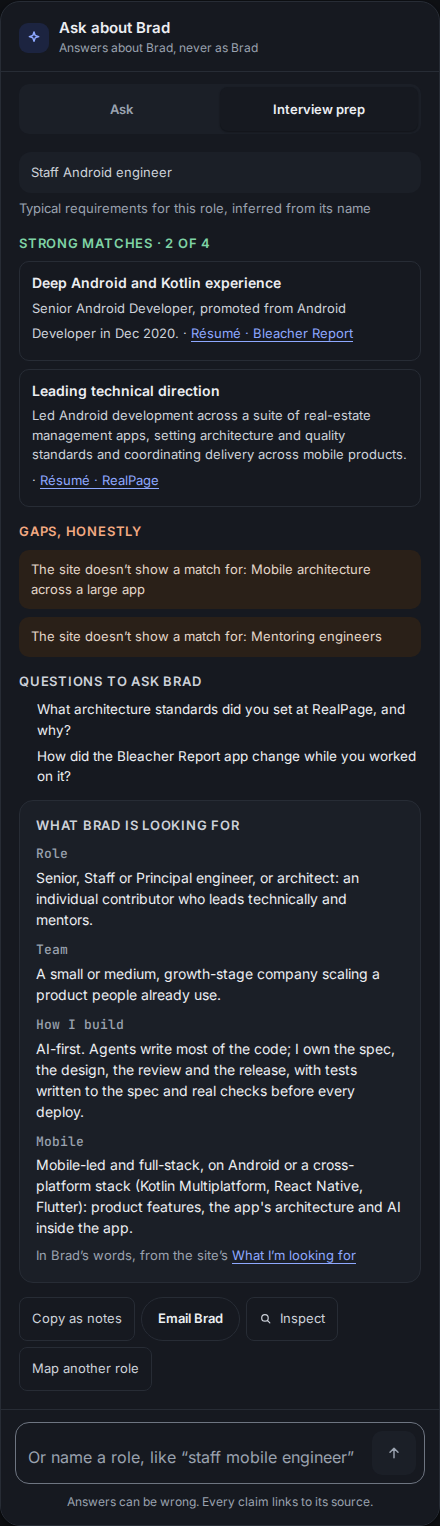 Ask about Brad
Answers about Brad, never as Brad
Ask
Interview prep
Staff Android engineer
Typical requirements for this role, inferred from its name
STRONG MATCHES · 2 OF 4
Deep Android and Kotlin experience
Senior Android Developer, promoted from Android
Developer in Dec 2020. · Résumé · Bleacher Report
Leading technical direction
Led Android development across a suite of real-estate
management apps, setting architecture and quality
standards and coordinating delivery across mobile products.
· Résumé · RealPage
GAPS, HONESTLY
The site doesn’t show a match for: Mobile architecture
across a large app
The site doesn’t show a match for: Mentoring engineers
QUESTIONS TO ASK BRAD
What architecture standards did you set at RealPage, and
why?
How did the Bleacher Report app change while you worked
on it?
WHAT BRAD IS LOOKING FOR
Role
Senior, Staff or Principal engineer, or architect: an
individual contributor who leads technically and
mentors.
Team
A small or medium, growth-stage company scaling a
product people already use.
How I build
AI-first. Agents write most of the code; I own the spec,
the design, the review and the release, with tests
written to the spec and real checks before every
deploy.
Mobile
Mobile-led and full-stack, on Android or a cross-
platform stack (Kotlin Multiplatform, React Native,
Flutter): product features, the app's architecture and AI
inside the app.
In Brad’s words, from the site’s What I’m looking for
Copy as notes
Email Brad
Inspect
Map another role
Or name a role, like “staff mobile engineer”
Answers can be wrong. Every claim links to its source.